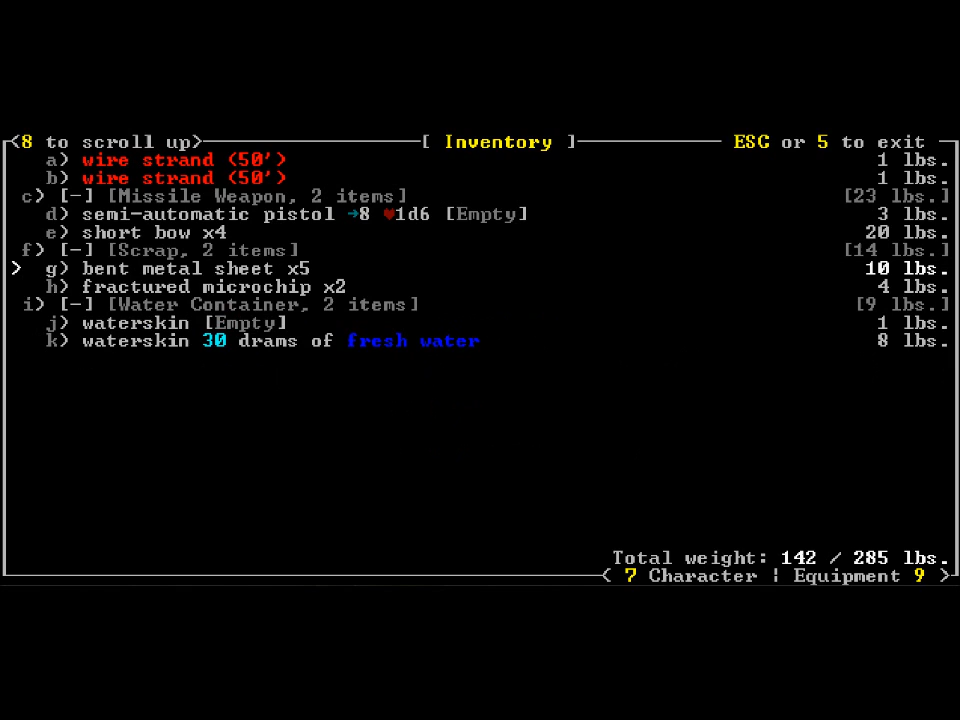 <8 to scroll up> [ Inventory ] ESC or 5 to exit
a) wire strand (50') 1 lbs.
b) wire strand (50') 1 lbs.
c) [-] [Missile Weapon, 2 items] [23 lbs.]
d) semi-automatic pistol →8 ♥1d6 [Empty] 3 lbs.
e) short bow x4 20 lbs.
f) [-] [Scrap, 2 items] [14 lbs.]
> g) bent metal sheet x5 10 lbs.
h) fractured microchip x2 4 lbs.
i) [-] [Water Container, 2 items] [9 lbs.]
j) waterskin [Empty] 1 lbs.
k) waterskin 30 drams of fresh water 8 lbs.
Total weight: 142 / 285 lbs.
< 7 Character | Equipment 9 >